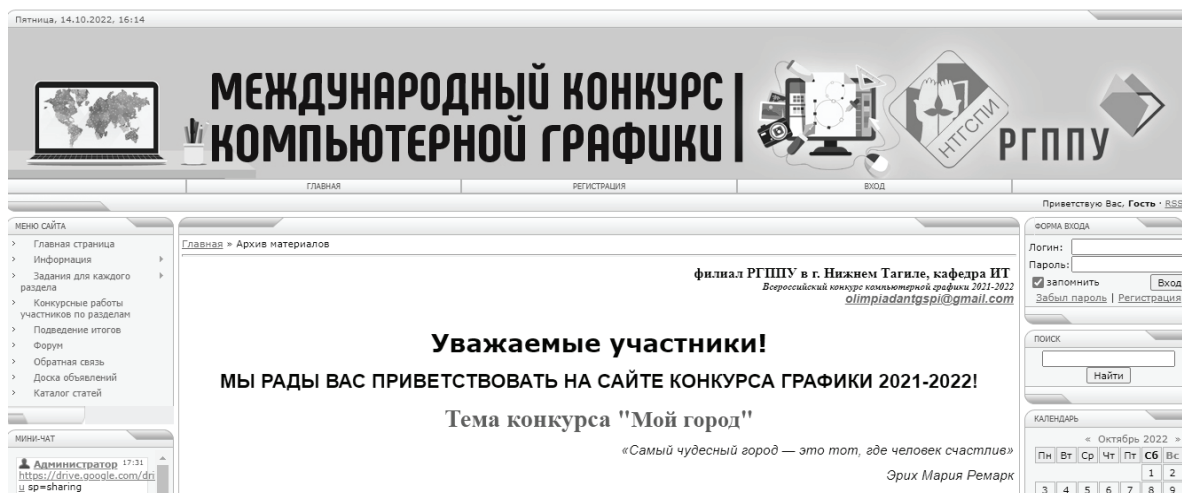 Пятница, 14.10.2022, 16:14
МЕЖДУНАРОДНЫЙ КОНКУРС
КОМПЬЮТЕРНОЙ ГРАФИКИ
НТГСПИ
РГППУ
ГЛАВНАЯ
РЕГИСТРАЦИЯ
ВХОД
Приветствую Вас, Гость · RSS
МЕНЮ САЙТА
Главная страница
Информация
Задания для каждого
раздела
Конкурсные работы
участников по разделам
Подведение итогов
Форум
Обратная связь
Доска объявлений
Каталог статей
МИНИ-ЧАТ
Администратор 17:31
https://drive.google.com/dri
u sp=sharing
Главная » Архив материалов
филиал РГППУ в г. Нижнем Тагиле, кафедра ИТ
Всероссийский конкурс компьютерной графики 2021-2022
olimpiadantgspi@gmail.com
Уважаемые участники!
МЫ РАДЫ ВАС ПРИВЕТСТВОВАТЬ НА САЙТЕ КОНКУРСА ГРАФИКИ 2021-2022!
Тема конкурса "Мой город"
«Самый чудесный город — это тот, где человек счастлив»
Эрих Мария Ремарк
ФОРМА ВХОДА
Логин:
Пароль:
запомнить Вход
Забыл пароль | Регистрация
ПОИСК
Найти
КАЛЕНДАРЬ
« Октябрь 2022 »
Пн Вт Ср Чт Пт Сб Вс
1 2
3 4 5 6 7 8 9